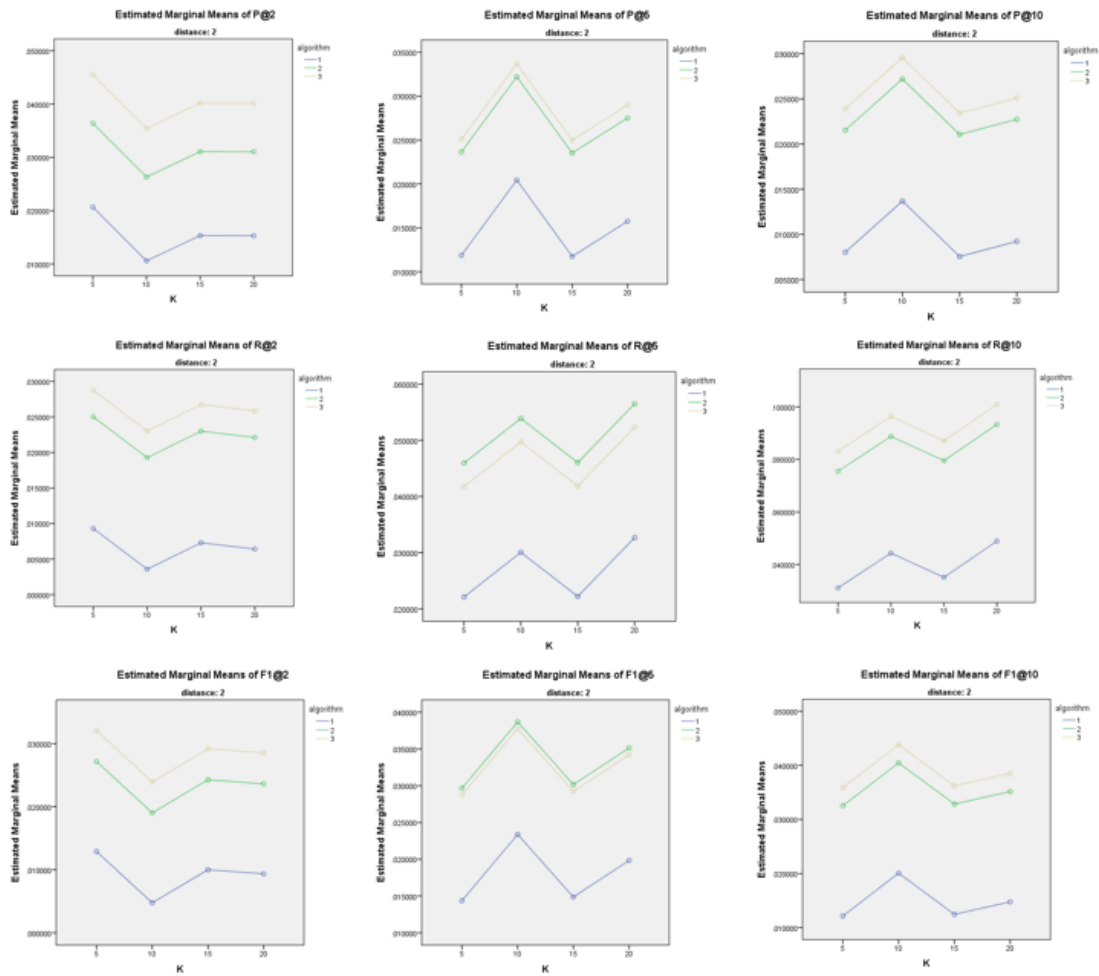 Estimated Marginal Means of P@2
distance: 2
algorithm
1
2
3
Estimated Marginal Means
.050000
.040000
.030000
.020000
.010000
5 10 15 20
K
Estimated Marginal Means of P@5
distance: 2
algorithm
1
2
3
Estimated Marginal Means
.035000
.030000
.025000
.020000
.015000
.010000
5 10 15 20
K
Estimated Marginal Means of P@10
distance: 2
algorithm
1
2
3
Estimated Marginal Means
.030000
.025000
.020000
.015000
.010000
.005000
5 10 15 20
K
Estimated Marginal Means of R@2
distance: 2
algorithm
1
2
3
Estimated Marginal Means
.030000
.025000
.020000
.015000
.010000
.005000
.000000
5 10 15 20
K
Estimated Marginal Means of R@5
distance: 2
algorithm
1
2
3
Estimated Marginal Means
.060000
.050000
.040000
.030000
.020000
5 10 15 20
K
Estimated Marginal Means of R@10
distance: 2
algorithm
1
2
3
Estimated Marginal Means
.100000
.080000
.060000
.040000
5 10 15 20
K
Estimated Marginal Means of F1@2
distance: 2
algorithm
1
2
3
Estimated Marginal Means
.030000
.020000
.010000
.000000
5 10 15 20
K
Estimated Marginal Means of F1@5
distance: 2
algorithm
1
2
3
Estimated Marginal Means
.040000
.035000
.030000
.025000
.020000
.015000
.010000
5 10 15 20
K
Estimated Marginal Means of F1@10
distance: 2
algorithm
1
2
3
Estimated Marginal Means
.050000
.040000
.030000
.020000
.010000
5 10 15 20
K